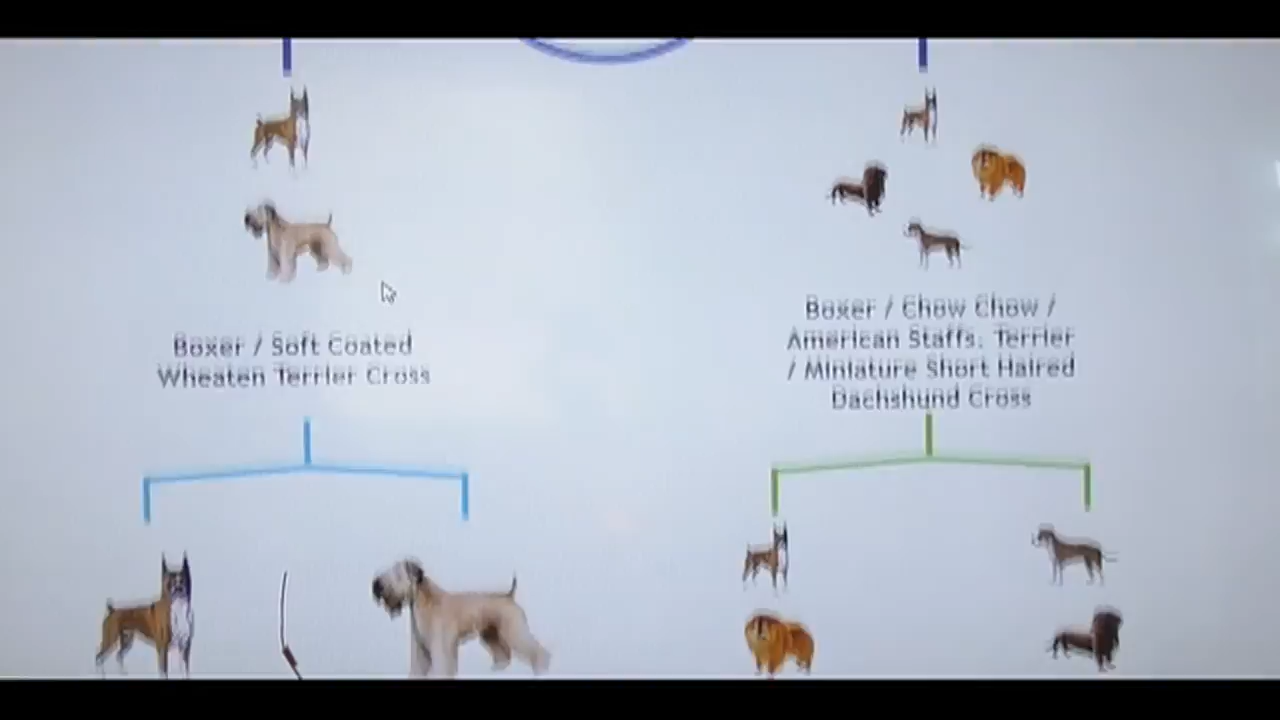 Boxer / Soft Coated
Wheaten Terrier Cross
Boxer / Chow Chow /
American Staffs. Terrier
/ Miniature Short Haired
Dachshund Cross